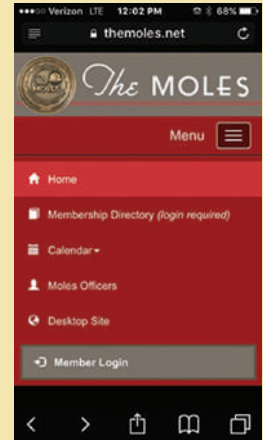 Verizon LTE 12:02 PM 68%
themoles.net
MOLES
The MOLES
Menu
Home
Membership Directory (login required)
Calendar
Moles Officers
Desktop Site
Member Login